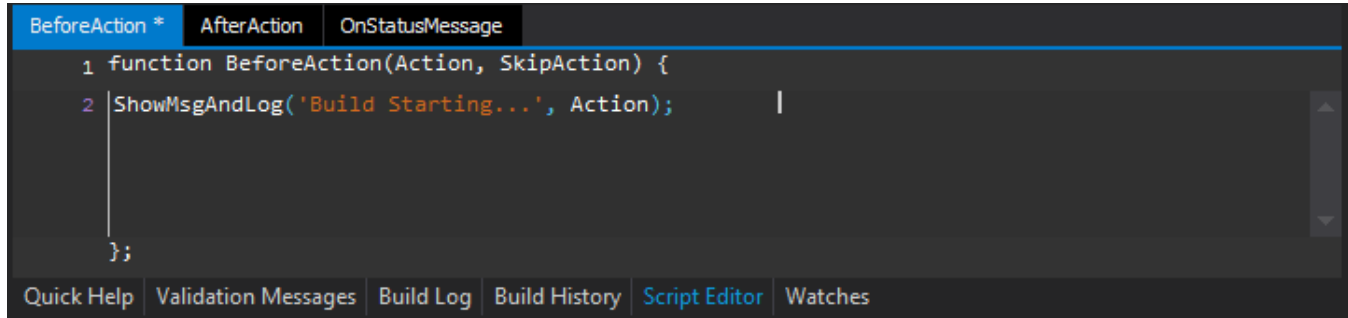 BeforeAction * AfterAction OnStatusMessage
1 function BeforeAction(Action, SkipAction) {
2 ShowMsgAndLog('Build Starting...', Action);
};
Quick Help Validation Messages Build Log Build History Script Editor Watches